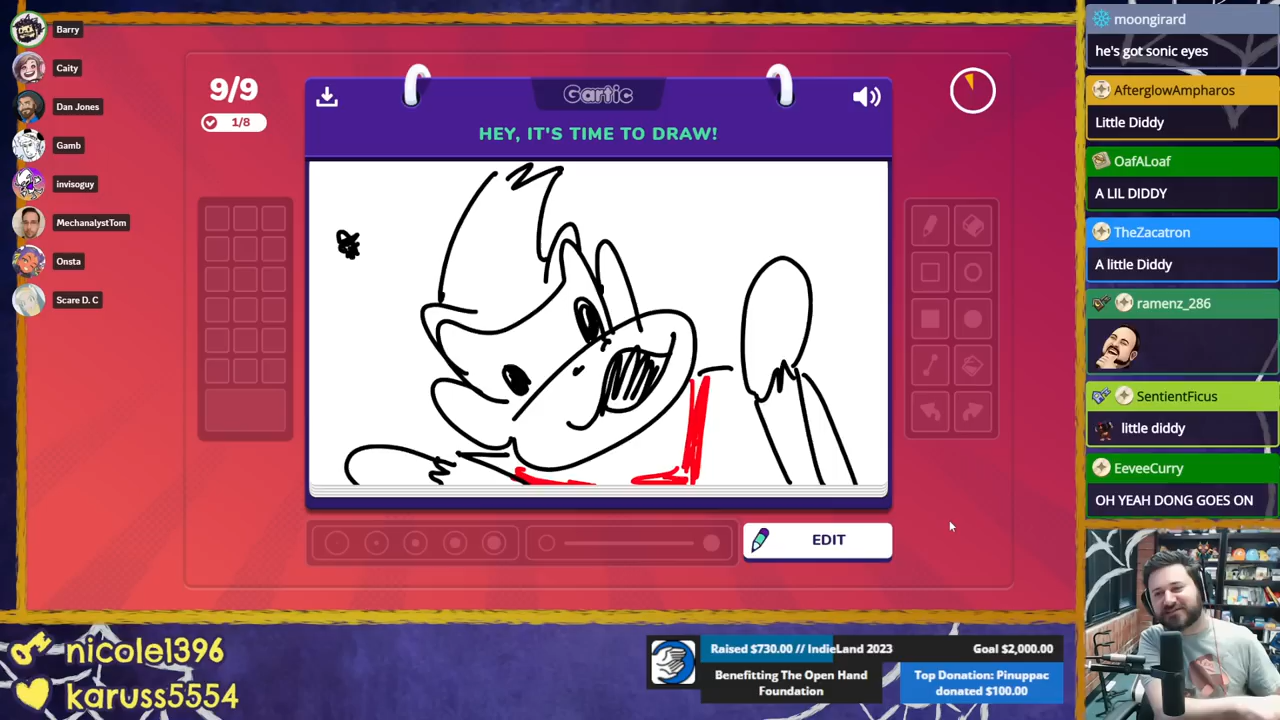 Barry
Caity
Dan Jones
Gamb
invisoguy
MechanalystTom
Onsta
Scare D. C
9/9
1/8
Gartic
HEY, IT'S TIME TO DRAW!
EDIT
moongirard
he's got sonic eyes
AfterglowAmpharos
Little Diddy
OafALoaf
A LIL DIDDY
TheZacatron
A little Diddy
ramenz_286
SentientFicus
little diddy
EeveeCurry
OH YEAH DONG GOES ON
nicole1396
karuss5554
Raised $730.00 // IndieLand 2023 Goal $2,000.00
Benefitting The Open Hand
Foundation
Top Donation: Pinuppac
donated $100.00